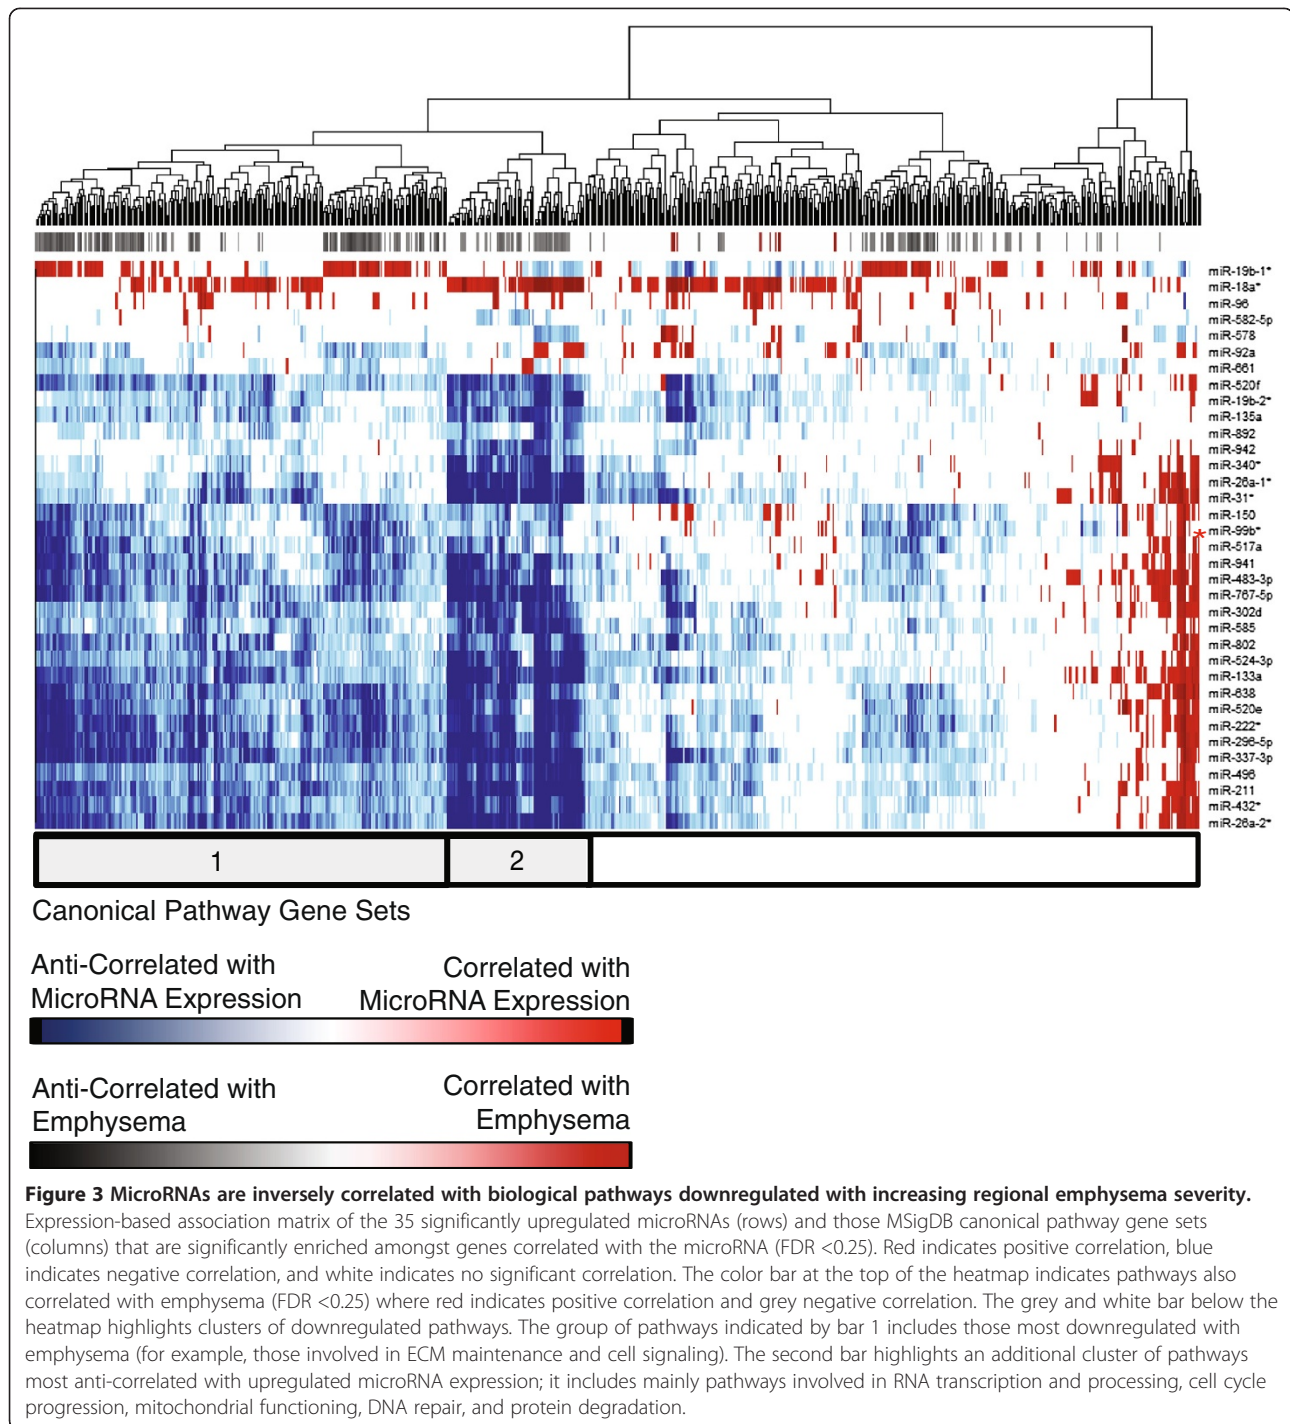 miR-19b-1*
miR-18a*
miR-96
miR-582-5p
miR-578
miR-92a
miR-661
miR-520f
miR-19b-2*
miR-135a
miR-892
miR-942
miR-340*
miR-26a-1*
miR-31*
miR-150
miR-99b*
*
miR-517a
miR-941
miR-483-3p
miR-767-5p
miR-302d
miR-585
miR-802
miR-524-3p
miR-133a
miR-638
miR-520e
miR-222*
miR-296-5p
miR-337-3p
miR-496
miR-211
miR-432*
miR-26a-2*
1 2
Canonical Pathway Gene Sets
Anti-Correlated with
MicroRNA Expression
Correlated with
MicroRNA Expression
Anti-Correlated with
Emphysema
Correlated with
Emphysema
Figure 3 MicroRNAs are inversely correlated with biological pathways downregulated with increasing regional emphysema severity.
Expression-based association matrix of the 35 significantly upregulated microRNAs (rows) and those MSigDB canonical pathway gene sets
(columns) that are significantly enriched amongst genes correlated with the microRNA (FDR <0.25). Red indicates positive correlation, blue
indicates negative correlation, and white indicates no significant correlation. The color bar at the top of the heatmap indicates pathways also
correlated with emphysema (FDR <0.25) where red indicates positive correlation and grey negative correlation. The grey and white bar below the
heatmap highlights clusters of downregulated pathways. The group of pathways indicated by bar 1 includes those most downregulated with
emphysema (for example, those involved in ECM maintenance and cell signaling). The second bar highlights an additional cluster of pathways
most anti-correlated with upregulated microRNA expression; it includes mainly pathways involved in RNA transcription and processing, cell cycle
progression, mitochondrial functioning, DNA repair, and protein degradation.